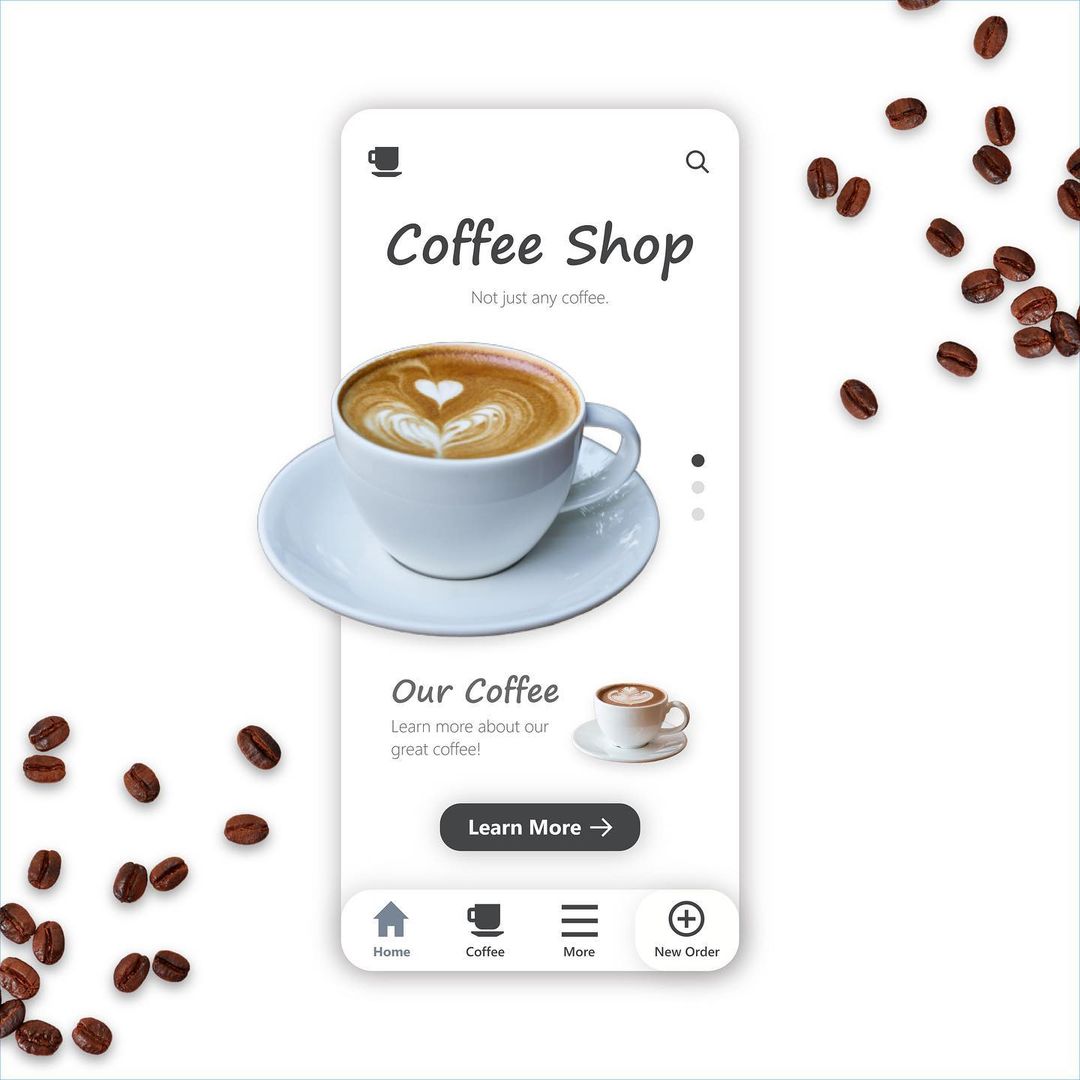 Coffee Shop
Not just any coffee.
Our Coffee
Learn more about our
great coffee!
Learn More
Home
Coffee
More
New Order